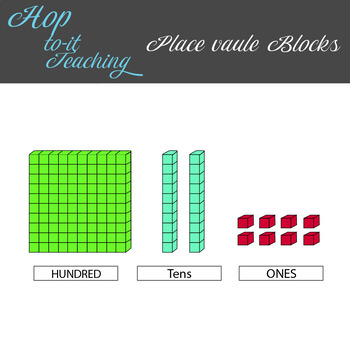 Hop
to-it
Teaching
Place vaule Blocks
HUNDRED
Tens
ONES